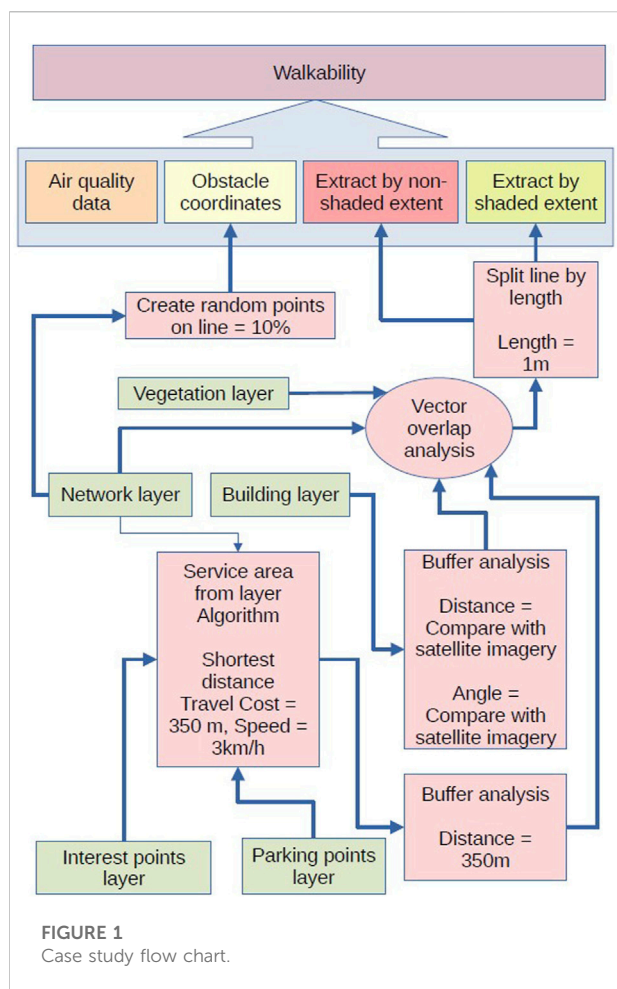 Walkability
Air quality
data
Obstacle
coordinates
Extract by non-
shaded extent
Extract by
shaded extent
Create random points
on line = 10%
Split line by
length
Length =
1m
Vegetation layer
Vector
overlap
analysis
Network layer
Building layer
Service area
from layer
Algorithm
Shortest
distance
Travel Cost =
350 m, Speed =
3km/h
Buffer analysis
Distance =
Compare with
satellite imagery
Angle =
Compare with
satellite imagery
Buffer analysis
Distance =
350m
Interest points
layer
Parking points
layer
FIGURE 1
Case study flow chart.